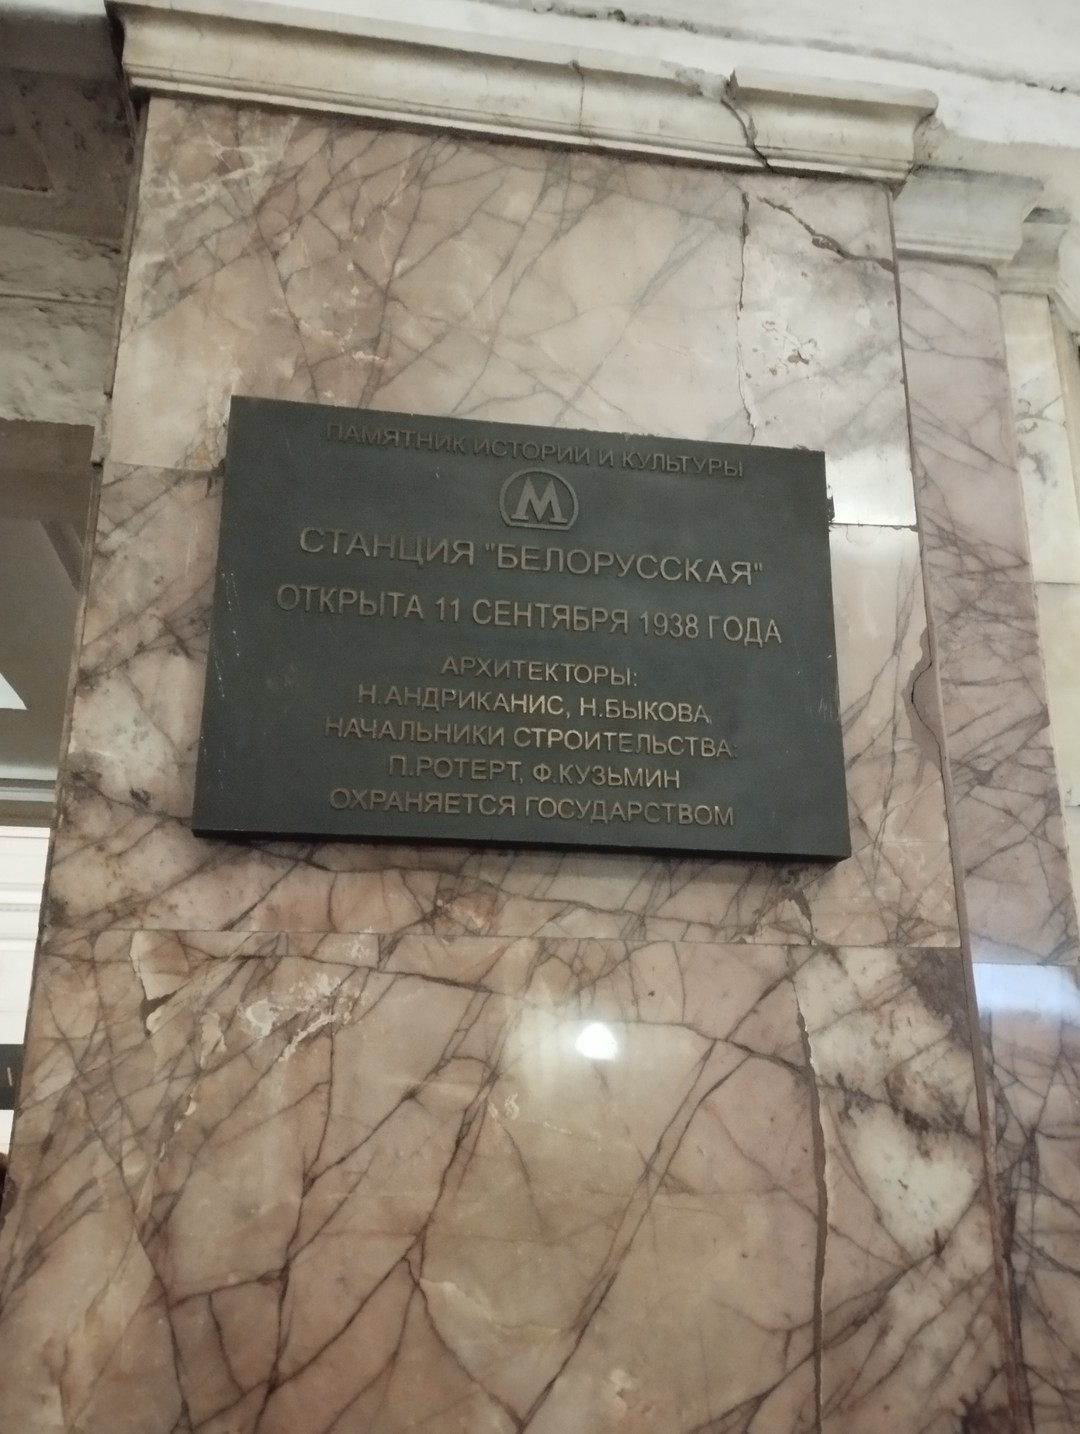 ПАМЯТНИК ИСТОРИИ И КУЛЬТУРЫ
М
СТАНЦИЯ "БЕЛОРУССКАЯ"
ОТКРЫТА 11 СЕНТЯБРЯ 1938 ГОДА
АРХИТЕКТОРЫ:
Н.АНДРИКАНИС, Н.БЫКОВА,
НАЧАЛЬНИКИ СТРОИТЕЛЬСТВА:
П.РОТЕРТ, Ф.КУЗЬМИН
ОХРАНЯЕТСЯ ГОСУДАРСТВОМ